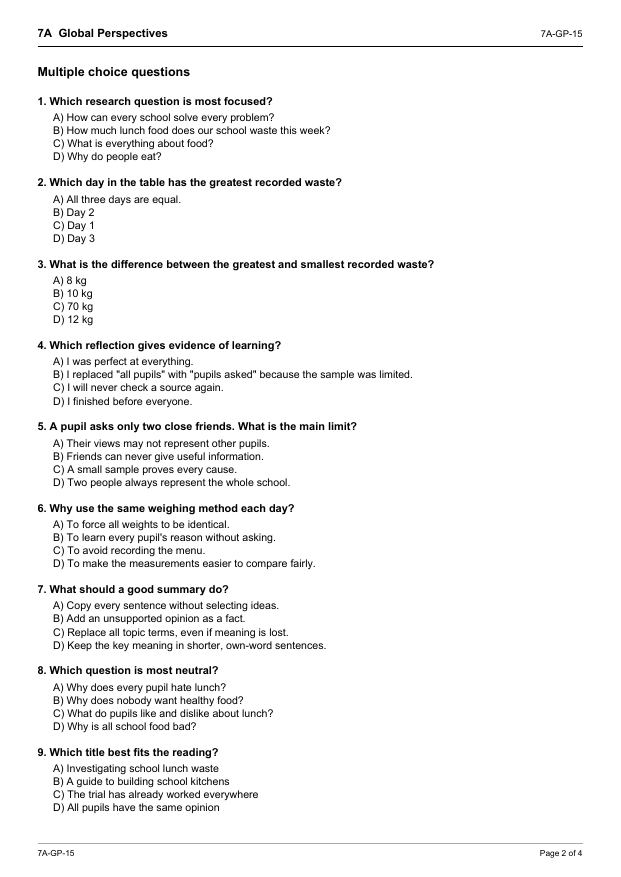 7A Global Perspectives
7A-GP-15
Multiple choice questions
1. Which research question is most focused?
A) How can every school solve every problem?
B) How much lunch food does our school waste this week?
C) What is everything about food?
D) Why do people eat?
2. Which day in the table has the greatest recorded waste?
A) All three days are equal.
B) Day 2
C) Day 1
D) Day 3
3. What is the difference between the greatest and smallest recorded waste?
A) 8 kg
B) 10 kg
C) 70 kg
D) 12 kg
4. Which reflection gives evidence of learning?
A) I was perfect at everything.
B) I replaced "all pupils" with "pupils asked" because the sample was limited.
C) I will never check a source again.
D) I finished before everyone.
5. A pupil asks only two close friends. What is the main limit?
A) Their views may not represent other pupils.
B) Friends can never give useful information.
C) A small sample proves every cause.
D) Two people always represent the whole school.
6. Why use the same weighing method each day?
A) To force all weights to be identical.
B) To learn every pupil's reason without asking.
C) To avoid recording the menu.
D) To make the measurements easier to compare fairly.
7. What should a good summary do?
A) Copy every sentence without selecting ideas.
B) Add an unsupported opinion as a fact.
C) Replace all topic terms, even if meaning is lost.
D) Keep the key meaning in shorter, own-word sentences.
8. Which question is most neutral?
A) Why does every pupil hate lunch?
B) Why does nobody want healthy food?
C) What do pupils like and dislike about lunch?
D) Why is all school food bad?
9. Which title best fits the reading?
A) Investigating school lunch waste
B) A guide to building school kitchens
C) The trial has already worked everywhere
D) All pupils have the same opinion
7A-GP-15
Page 2 of 4